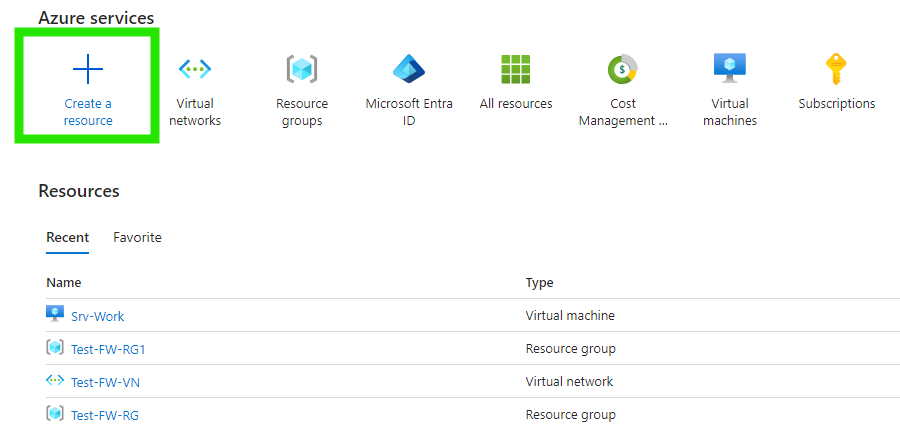 Azure services
Create a
resource
Virtual
networks
Resource
groups
Microsoft Entra
ID
All resources
Cost
Management ...
Virtual
machines
Subscriptions
Resources
Recent Favorite
Name Type
Srv-Work Virtual machine
Test-FW-RG1 Resource group
Test-FW-VN Virtual network
Test-FW-RG Resource group